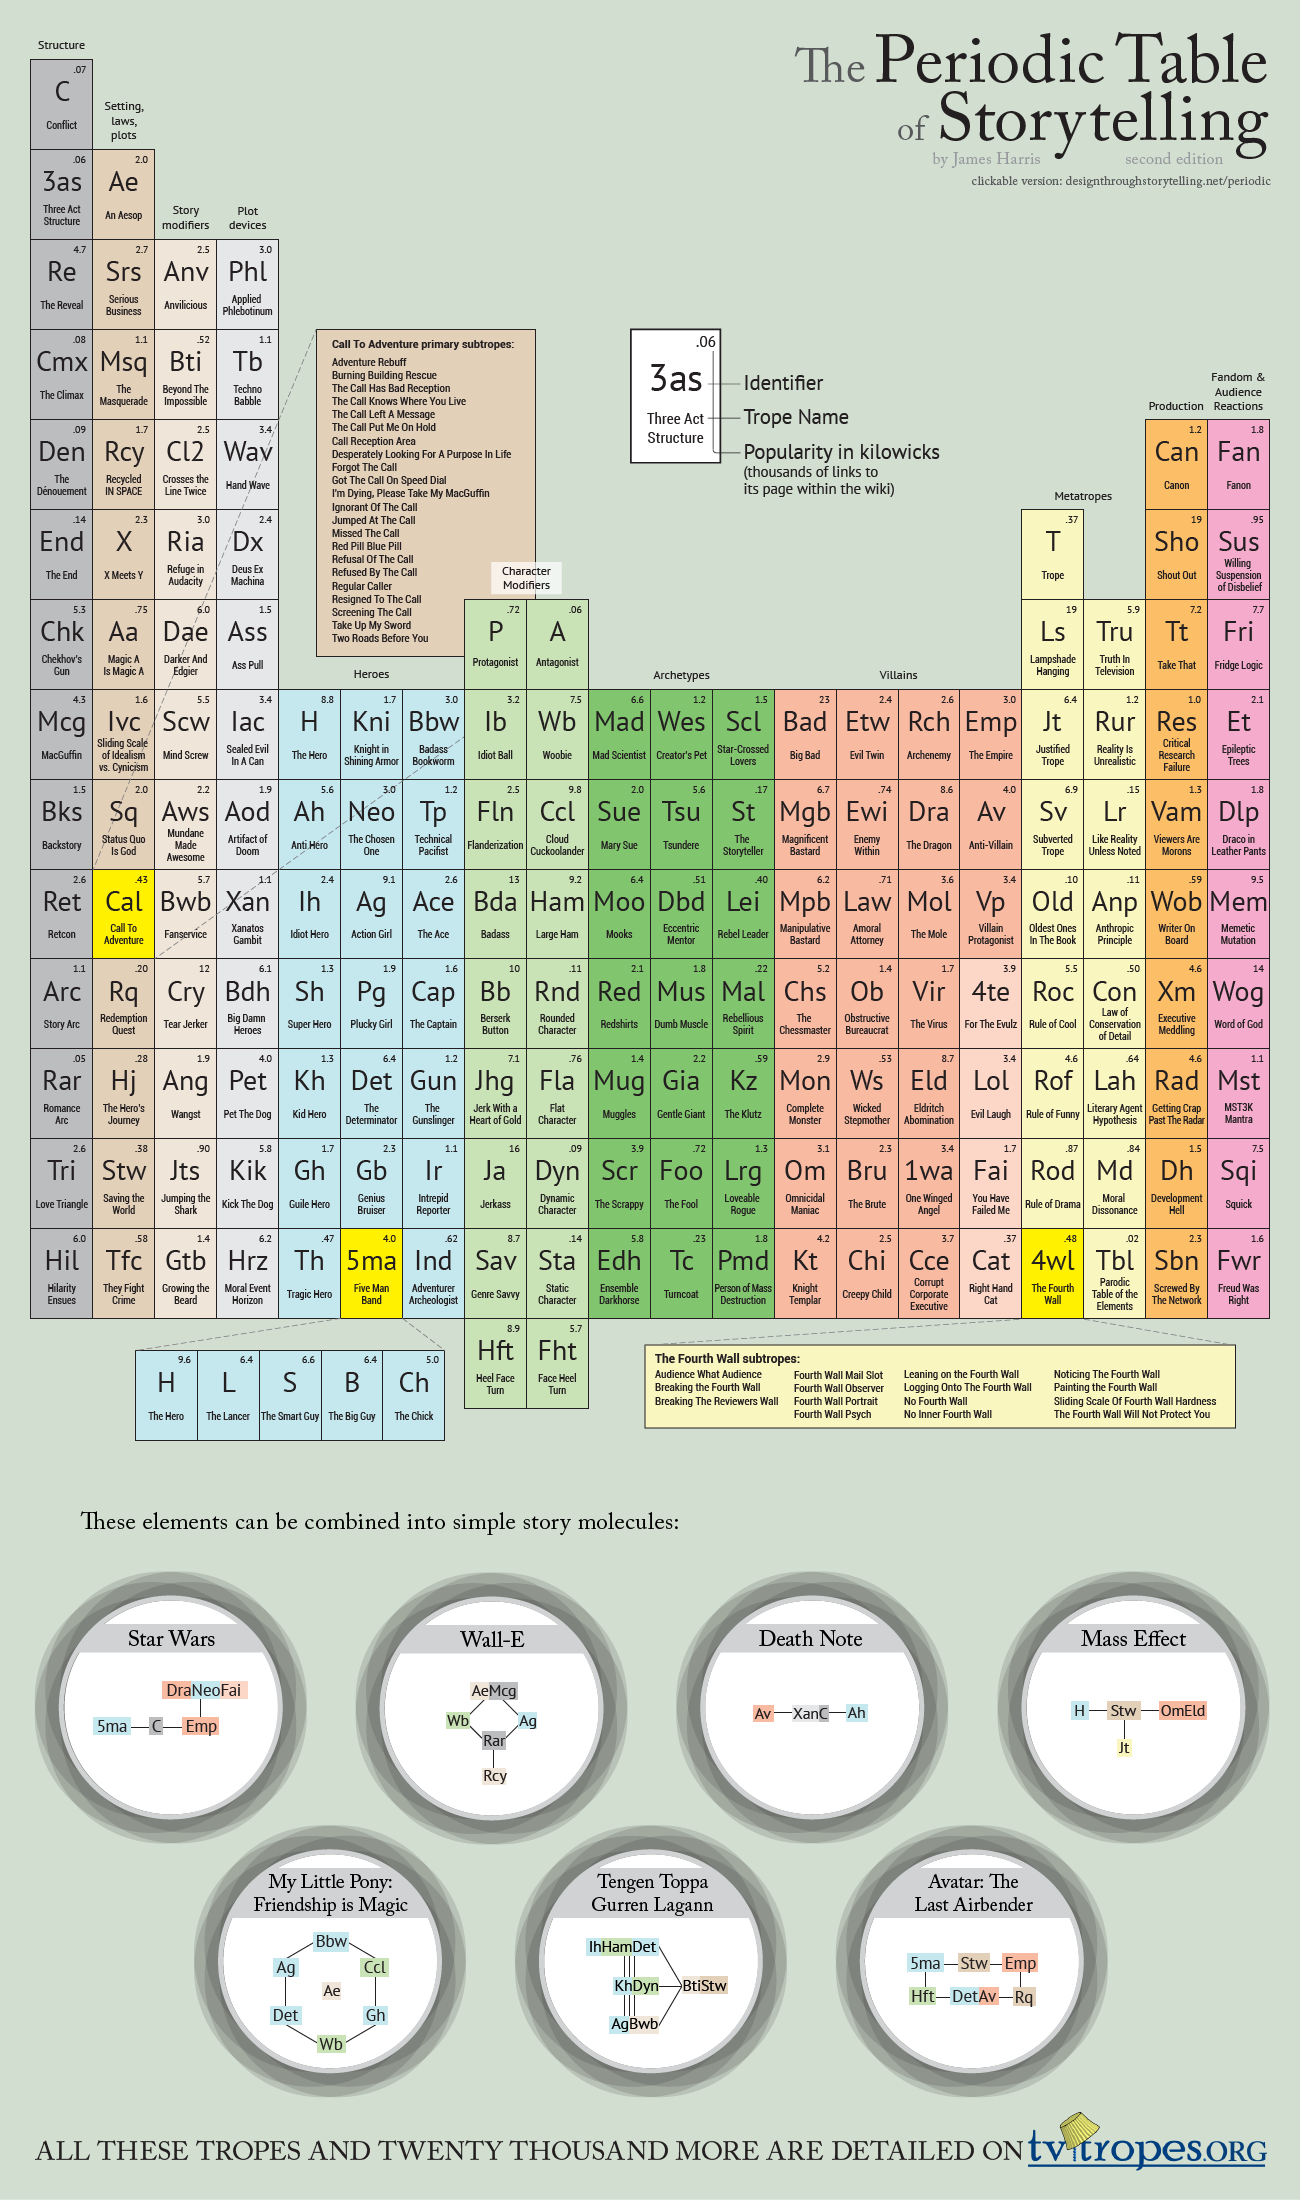 The Periodic Table
of Storytelling
by James Harris second edition
clickable version: designthroughstorytelling.net/periodic
Structure
.07
C
Conflict
Setting,
laws,
plots
.06
3as
Three Act
Structure
2.0
Ae
An Aesop
Story
modifiers
Plot
devices
4.7
Re
The Reveal
2.7
Srs
Serious
Business
2.5
Anv
Anvilicious
3.0
Phl
Applied
Phlebotinum
.08
Cmx
The Climax
1.1
Msq
The
Masquerade
.52
Bti
Beyond The
Impossible
1.1
Tb
Techno
Babble
Call To Adventure primary subtropes:
Adventure Rebuff
Burning Building Rescue
The Call Has Bad Reception
The Call Knows Where You Live
The Call Left A Message
The Call Put Me On Hold
Call Reception Area
Desperately Looking For A Purpose In Life
Forgot The Call
Got The Call On Speed Dial
I'm Dying, Please Take My MacGuffin
Ignorant Of The Call
Jumped At The Call
Missed The Call
Red Pill Blue Pill
Refusal Of The Call
Refused By The Call
Regular Caller
Resigned To The Call
Screening The Call
Take Up My Sword
Two Roads Before You
.06
3as
Three Act
Structure
Identifier
Trope Name
Popularity in kilowicks
(thousands of links to
its page within the wiki)
Production
Fandom &
Audience
Reactions
.09
Den
The
Dénouement
1.7
Rcy
Recycled
IN SPACE
2.5
Cl2
Crosses the
Line Twice
3.4
Wav
Hand Wave
1.2
Can
Canon
1.8
Fan
Fanon
Metatropes
.14
End
The End
2.3
X
X Meets Y
3.0
Ria
Refuge in
Audacity
2.4
Dx
Deus Ex
Machina
.37
T
Trope
19
Sho
Shout Out
.95
Sus
Willing
Suspension
of Disbelief
Character
Modifiers
5.3
Chk
Chekhov's
Gun
.75
Aa
Magic A
Is Magic A
6.0
Dae
Darker And
Edgier
1.5
Ass
Ass Pull
.72
P
Protagonist
.06
A
Antagonist
19
Ls
Lampshade
Hanging
5.9
Tru
Truth In
Television
7.2
Tt
Take That
7.7
Fri
Fridge Logic
Heroes
Archetypes
Villains
4.3
Mcg
MacGuffin
1.6
Ivc
Sliding Scale
of Idealism
vs. Cynicism
5.5
Scw
Mind Screw
3.4
Iac
Sealed Evil
In A Can
8.8
H
The Hero
1.7
Kni
Knight in
Shining Armor
3.0
Bbw
Badass
Bookworm
3.2
Ib
Idiot Ball
7.5
Wb
Woobie
6.6
Mad
Mad Scientist
1.2
Wes
Creator's Pet
1.5
Scl
Star-Crossed
Lovers
23
Bad
Big Bad
2.4
Etw
Evil Twin
2.6
Rch
Archenemy
3.0
Emp
The Empire
6.4
Jt
Justified
Trope
1.2
Rur
Reality Is
Unrealistic
1.0
Res
Critical
Research
Failure
2.1
Et
Epileptic
Trees
1.5
Bks
Backstory
2.0
Sq
Status Quo
Is God
2.2
Aws
Mundane
Made
Awesome
1.9
Aod
Artifact of
Doom
5.6
Ah
Anti Hero
3.0
Neo
The Chosen
One
1.2
Tp
Technical
Pacifist
2.5
Fln
Flanderization
9.8
Ccl
Cloud
Cuckoolander
2.0
Sue
Mary Sue
5.6
Tsu
Tsundere
.17
St
The
Storyteller
6.7
Mgb
Magnificent
Bastard
.74
Ewi
Enemy
Within
8.6
Dra
The Dragon
4.0
Av
Anti-Villain
6.9
Sv
Subverted
Trope
.15
Lr
Like Reality
Unless Noted
1.3
Vam
Viewers Are
Morons
1.8
Dlp
Draco in
Leather Pants
2.6
Ret
Retcon
.43
Cal
Call To
Adventure
5.7
Bwb
Fanservice
1.1
Xan
Xanatos
Gambit
2.4
Ih
Idiot Hero
9.1
Ag
Action Girl
2.6
Ace
The Ace
13
Bda
Badass
9.2
Ham
Large Ham
6.4
Moo
Mooks
.51
Dbd
Eccentric
Mentor
.40
Lei
Rebel Leader
6.2
Mpb
Manipulative
Bastard
.71
Law
Amoral
Attorney
3.6
Mol
The Mole
3.4
Vp
Villain
Protagonist
.10
Old
Oldest Ones
In The Book
.11
Anp
Anthropic
Principle
.59
Wob
Writer On
Board
9.5
Mem
Memetic
Mutation
1.1
Arc
Story Arc
.20
Rq
Redemption
Quest
12
Cry
Tear Jerker
6.1
Bdh
Big Damn
Heroes
1.3
Sh
Super Hero
1.9
Pg
Plucky Girl
1.6
Cap
The Captain
10
Bb
Berserk
Button
.11
Rnd
Rounded
Character
2.1
Red
Redshirts
1.8
Mus
Dumb Muscle
.22
Mal
Rebellious
Spirit
5.2
Chs
The
Chessmaster
1.4
Ob
Obstructive
Bureaucrat
1.7
Vir
The Virus
3.9
4te
For The Evulz
5.5
Roc
Rule of Cool
.50
Con
Law of
Conservation
of Detail
4.6
Xm
Executive
Meddling
14
Wog
Word of God
.05
Rar
Romance
Arc
.28
Hj
The Hero's
Journey
1.9
Ang
Wangst
4.0
Pet
Pet The Dog
1.3
Kh
Kid Hero
6.4
Det
The
Determinator
1.2
Gun
The
Gunslinger
7.1
Jhg
Jerk With a
Heart of Gold
.76
Fla
Flat
Character
1.4
Mug
Muggles
2.2
Gia
Gentle Giant
.59
Kz
The Klutz
2.9
Mon
Complete
Monster
.53
Ws
Wicked
Stepmother
8.7
Eld
Eldritch
Abomination
3.4
Lol
Evil Laugh
4.6
Rof
Rule of Funny
.64
Lah
Literary Agent
Hypothesis
4.6
Rad
Getting Crap
Past The Radar
1.1
Mst
MST3K
Mantra
2.6
Tri
Love Triangle
.38
Stw
Saving the
World
.90
Jts
Jumping the
Shark
5.8
Kik
Kick The Dog
1.7
Gh
Guile Hero
2.3
Gb
Genius
Bruiser
1.1
Ir
Intrepid
Reporter
16
Ja
Jerkass
.09
Dyn
Dynamic
Character
3.9
Scr
The Scrappy
.72
Foo
The Fool
1.3
Lrg
Loveable
Rogue
3.1
Om
Omnicidal
Maniac
2.3
Bru
The Brute
3.4
1wa
One Winged
Angel
1.7
Fai
You Have
Failed Me
.87
Rod
Rule of Drama
.84
Md
Moral
Dissonance
1.5
Dh
Development
Hell
7.5
Sqi
Squick
6.0
Hil
Hilarity
Ensues
.58
Tfc
They Fight
Crime
1.4
Gtb
Growing the
Beard
6.2
Hrz
Moral Event
Horizon
.47
Th
Tragic Hero
4.0
5ma
Five Man
Band
.62
Ind
Adventurer
Archeologist
8.7
Sav
Genre Savvy
.14
Sta
Static
Character
5.8
Edh
Ensemble
Darkhorse
.23
Tc
Turncoat
1.8
Pmd
Person of Mass
Destruction
4.2
Kt
Knight
Templar
2.5
Chi
Creepy Child
3.7
Cce
Corrupt
Corporate
Executive
.37
Cat
Right Hand
Cat
.48
4wl
The Fourth
Wall
.02
Tbl
Parodic
Table of the
Elements
2.3
Sbn
Screwed By
The Network
1.6
Fwr
Freud Was
Right
8.9
Hft
Heel Face
Turn
5.7
Fht
Face Heel
Turn
9.6
H
The Hero
6.4
L
The Lancer
6.6
S
The Smart Guy
6.4
B
The Big Guy
5.0
Ch
The Chick
The Fourth Wall subtropes:
Audience What Audience
Breaking the Fourth Wall
Breaking The Reviewers Wall
Fourth Wall Mail Slot
Fourth Wall Observer
Fourth Wall Portrait
Fourth Wall Psych
Leaning on the Fourth Wall
Logging Onto The Fourth Wall
No Fourth Wall
No Inner Fourth Wall
Noticing The Fourth Wall
Painting the Fourth Wall
Sliding Scale Of Fourth Wall Hardness
The Fourth Wall Will Not Protect You
These elements can be combined into simple story molecules:
Star Wars
DraNeoFai
5ma C Emp
Wall-E
AeMcg
Wb Ag
Rar
Rcy
Death Note
Av XanC Ah
Mass Effect
H Stw OmEld
Jt
My Little Pony:
Friendship is Magic
Bbw
Ag Ccl
Ae
Det Gh
Wb
Tengen Toppa
Gurren Lagann
IhHamDet
KhDyn BtiStw
AgBwb
Avatar: The
Last Airbender
5ma Stw Emp
Hft DetAv Rq
ALL THESE TROPES AND TWENTY THOUSAND MORE ARE DETAILED ON tvtropes.ORG